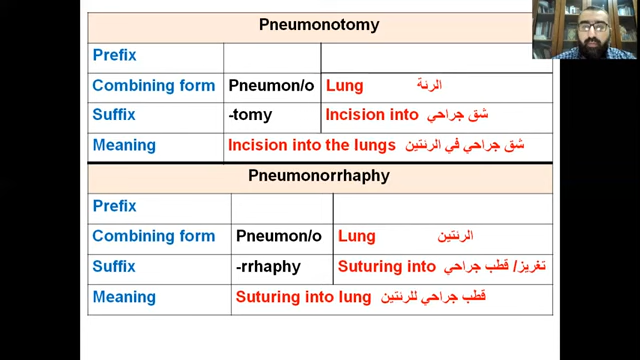 Pneumonotomy
Prefix
Combining form Pneumon/o Lung الرئة
Suffix -tomy Incision into شق جراحي
Meaning Incision into the lungs شق جراحي في الرئتين
Pneumonorrhaphy
Prefix
Combining form Pneumon/o Lung الرئتين
Suffix -rrhaphy Suturing into تغريز/ قطب جراحي
Meaning Suturing into lung قطب جراحي للرئتين